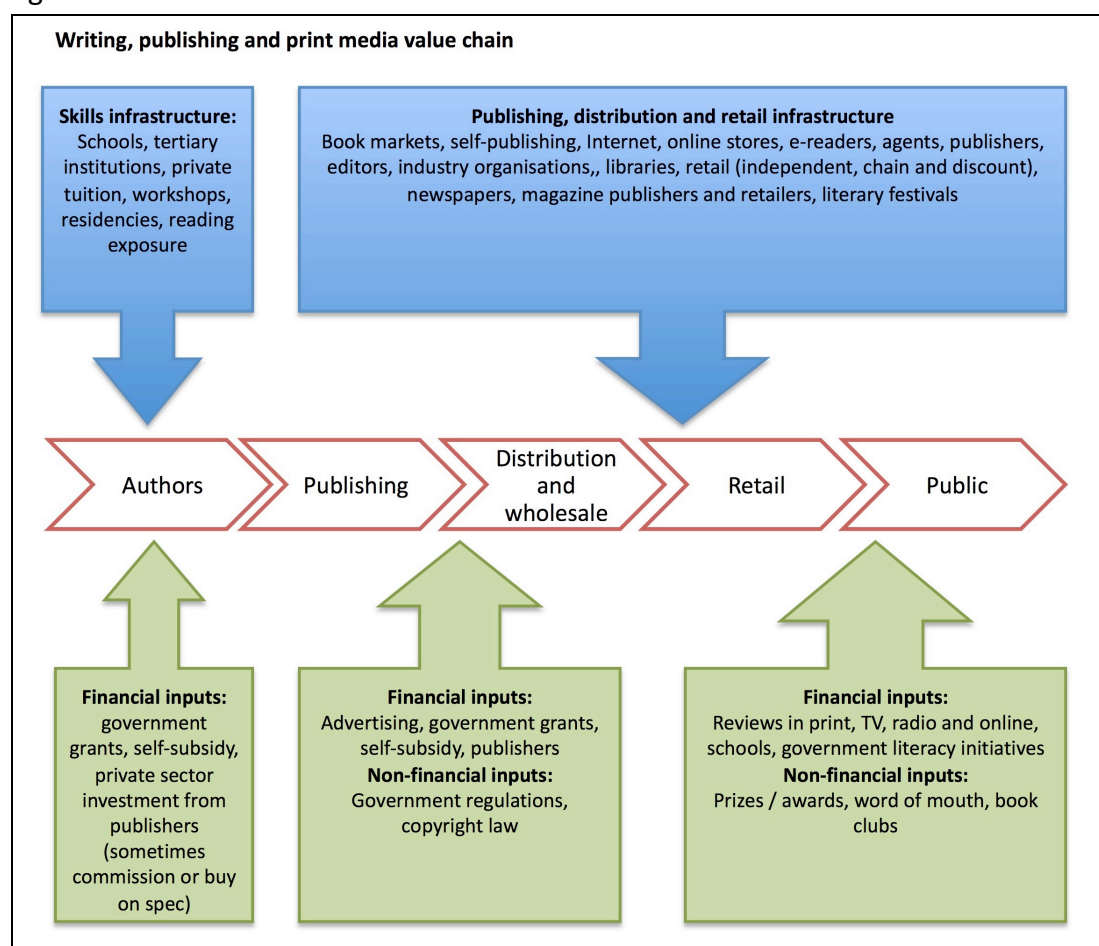 Writing, publishing and print media value chain
Skills infrastructure:
Schools, tertiary
institutions, private
tuition, workshops,
residencies, reading
exposure
Publishing, distribution and retail infrastructure
Book markets, self-publishing, Internet, online stores, e-readers, agents, publishers,
editors, industry organisations,, libraries, retail (independent, chain and discount),
newspapers, magazine publishers and retailers, literary festivals
Authors
Publishing
Distribution
and
wholesale
Retail
Public
Financial inputs:
government
grants, self-subsidy,
private sector
investment from
publishers
(sometimes
commission or buy
on spec)
Financial inputs:
Advertising, government grants,
self-subsidy, publishers
Non-financial inputs:
Government regulations,
copyright law
Financial inputs:
Reviews in print, TV, radio and online,
schools, government literacy initiatives
Non-financial inputs:
Prizes / awards, word of mouth, book
clubs